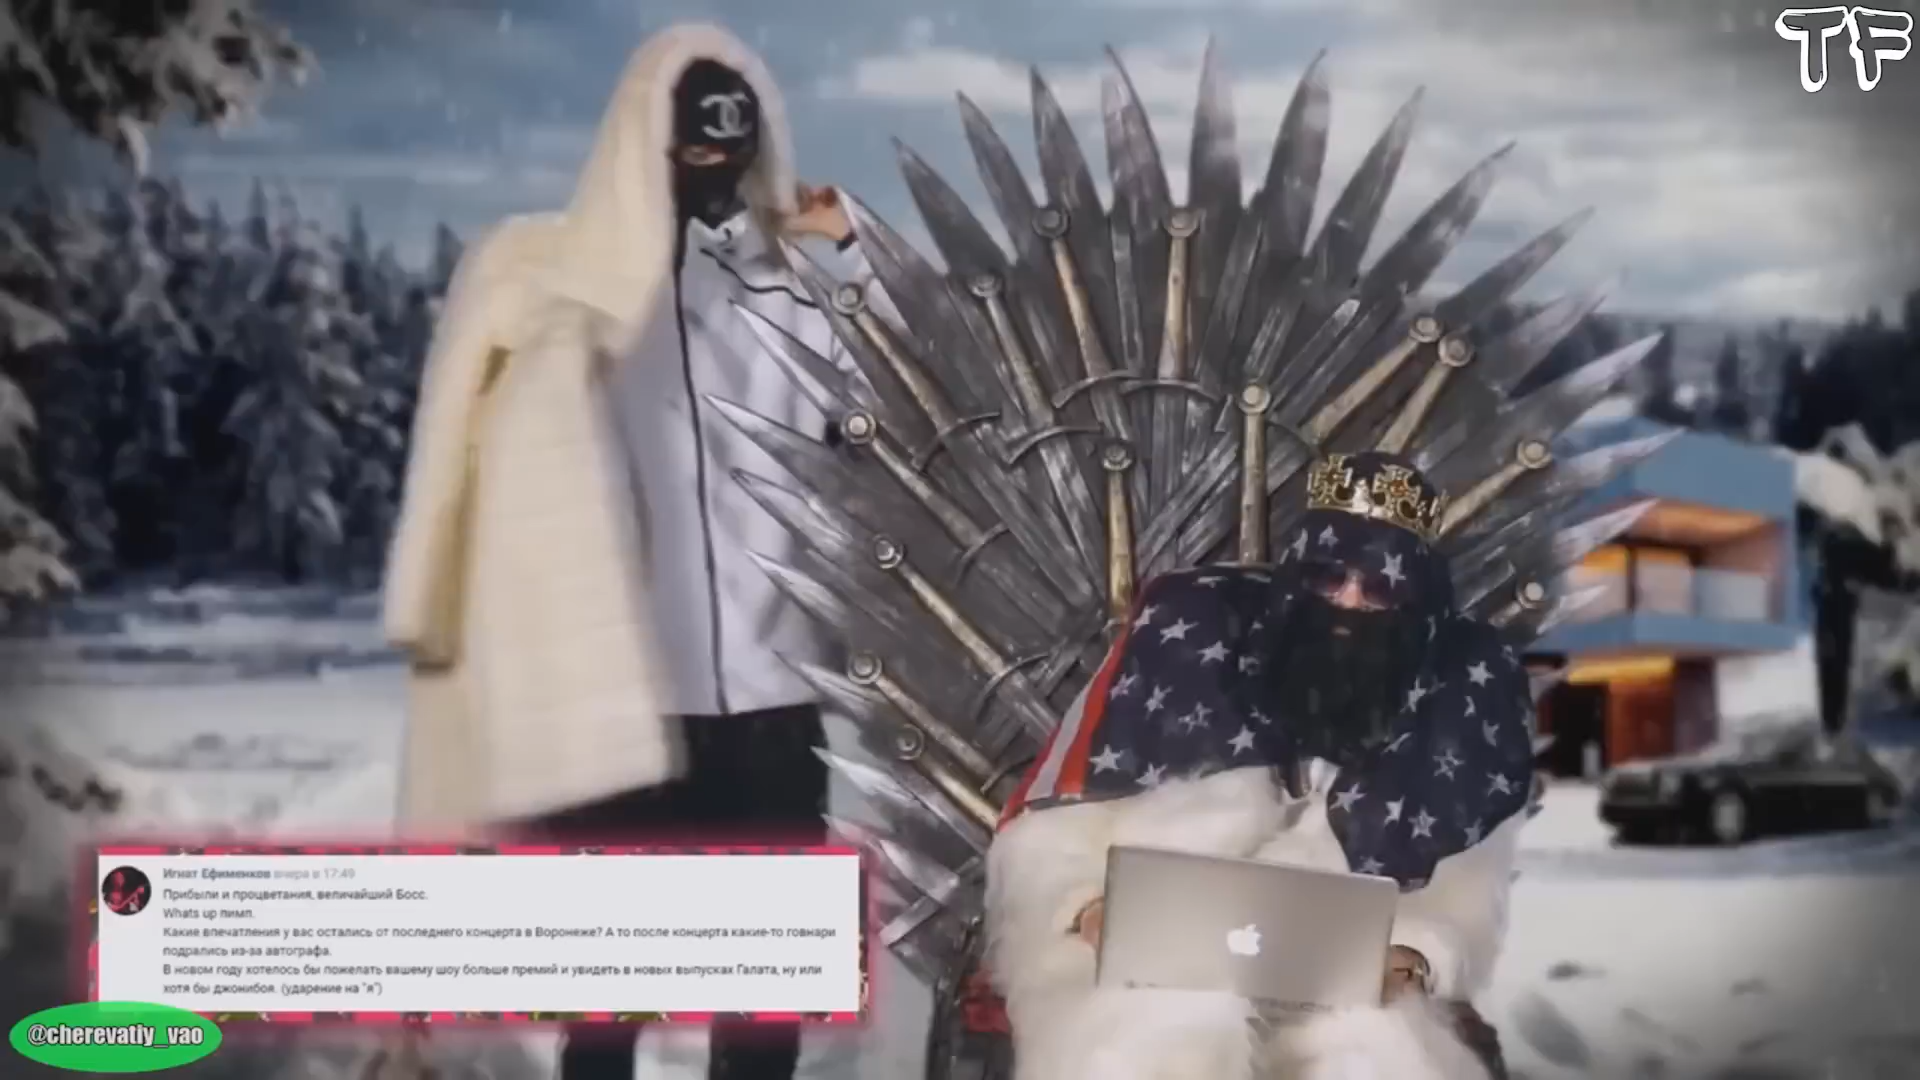 TF
Игнат Ефименков вчера в 17:49
Прибыли и процветания, величайший Босс.
Whats up пимп.
Какие впечатления у вас остались от последнего концерта в Воронеже? А то после концерта какие-то говнари
подрались из-за автографа.
В новом году хотелось бы пожелать вашему шоу больше премий и увидеть в новых выпусках Галата, ну или
хотя бы джонибоя. (ударение на "я")
@cherevatiy_vao